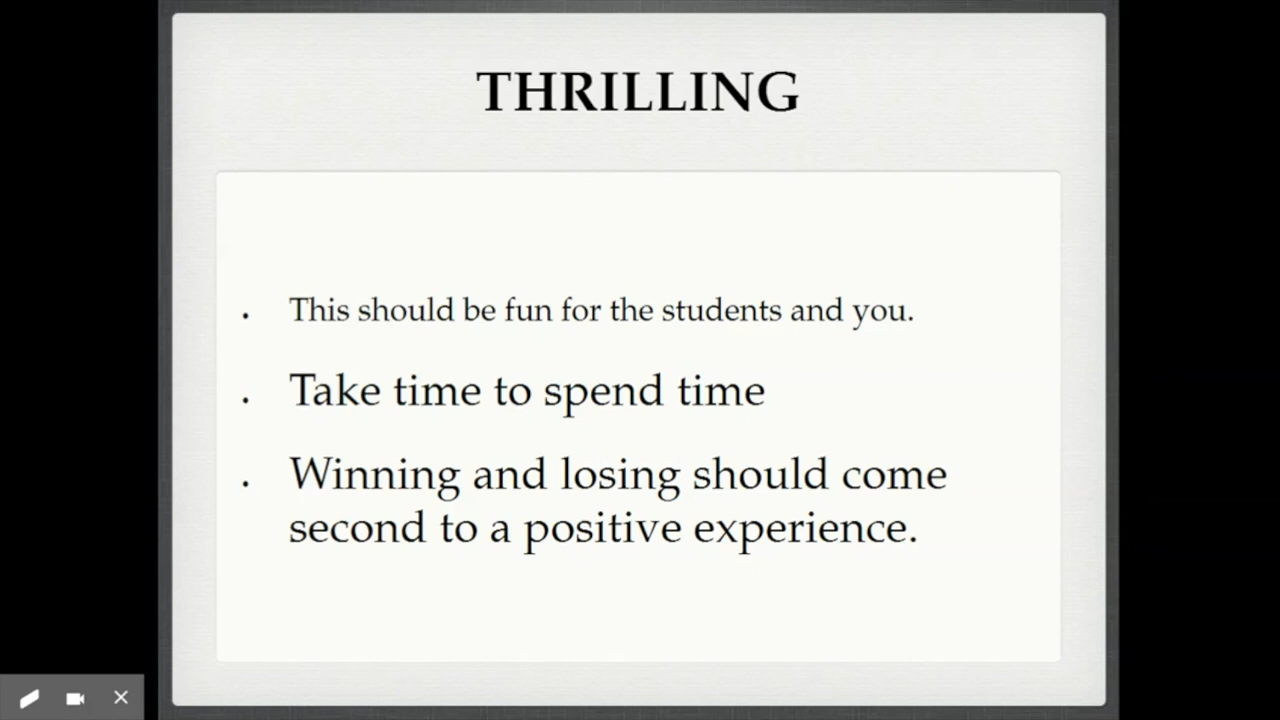 THRILLING
• This should be fun for the students and you.
• Take time to spend time
• Winning and losing should come
second to a positive experience.